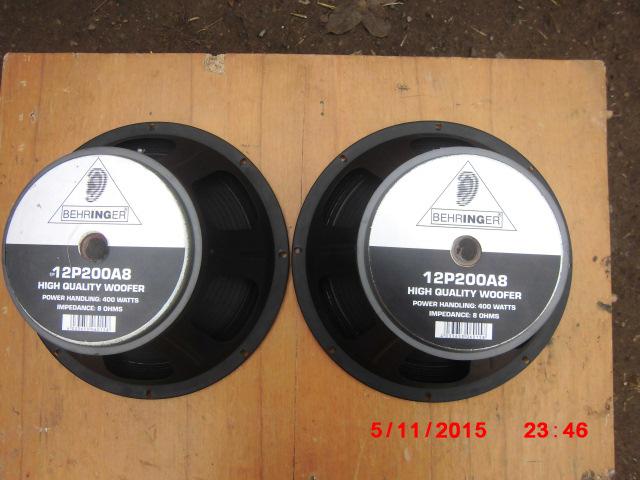 BEHRINGER
12P200A8
HIGH QUALITY WOOFER
POWER HANDLING: 400 WATTS
IMPEDANCE: 8 OHMS
BEHRINGER
12P200A8
HIGH QUALITY WOOFER
POWER HANDLING: 400 WATTS
IMPEDANCE: 8 OHMS
5/11/2015 23:46